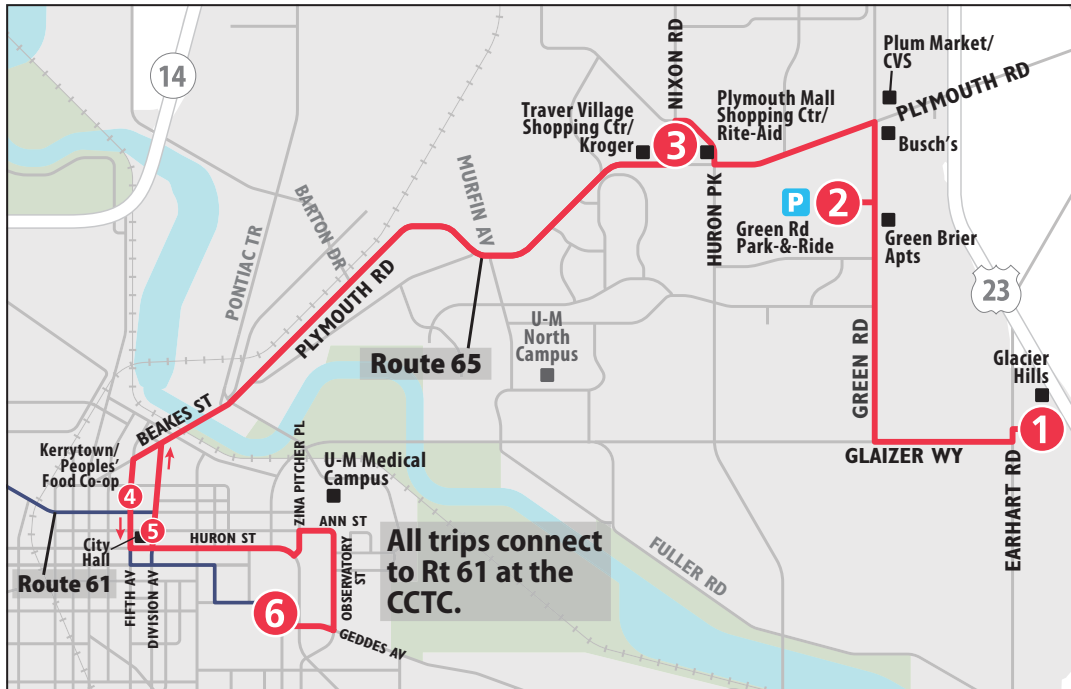 14
NIXON RD
Plum Market/
CVS
PLYMOUTH RD
Traver Village
Shopping Ctr/
Kroger
3
Plymouth Mall
Shopping Ctr/
Rite-Aid
Busch's
MURFIN AV
BARTON DR
PONTIAC TR
HURON PK
P
2
Green Rd
Park-&-Ride
Green Brier
Apts
PLYMOUTH RD
23
U-M
North
Campus
Route 65
GREEN RD
Glacier
Hills
1
BEAKES ST
GLAIZER WY
EARHART RD
Kerrytown/
Peoples'
Food Co-op
ZINA PITCHER PL
U-M Medical
Campus
4
5
City
Hall
HURON ST
ANN ST
OBSERVATORY
ST
All trips connect
to Rt 61 at the
CCTC.
FULLER RD
Route 61
FIFTH AV
DIVISION AV
6
GEDDES AV